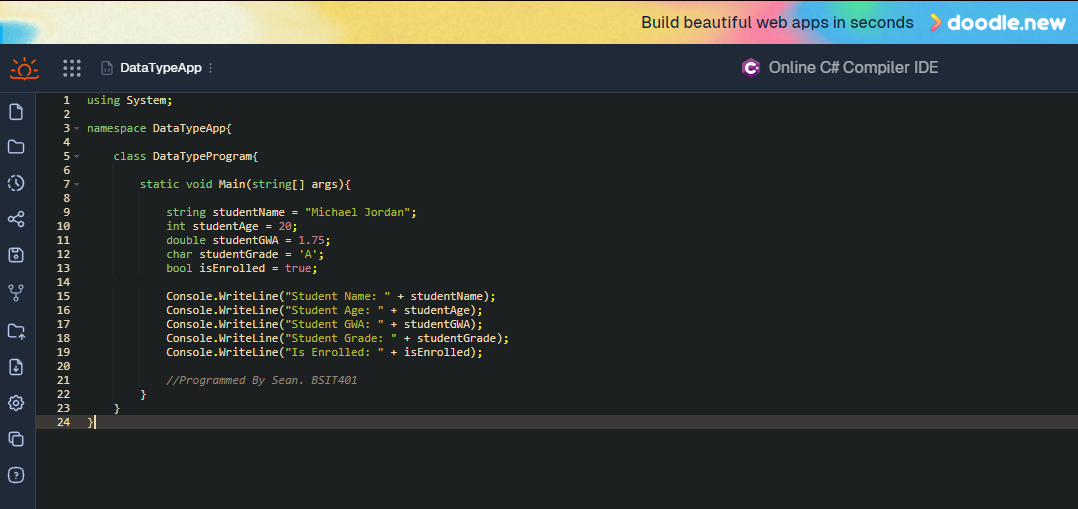 Build beautiful web apps in seconds doodle.new
DataTypeApp
Online C# Compiler IDE
1 using System;
2
3 namespace DataTypeApp{
4
5 class DataTypeProgram{
6
7 static void Main(string[] args){
8
9 string studentName = "Michael Jordan";
10 int studentAge = 20;
11 double studentGWA = 1.75;
12 char studentGrade = 'A';
13 bool isEnrolled = true;
14
15 Console.WriteLine("Student Name: " + studentName);
16 Console.WriteLine("Student Age: " + studentAge);
17 Console.WriteLine("Student GWA: " + studentGWA);
18 Console.WriteLine("Student Grade: " + studentGrade);
19 Console.WriteLine("Is Enrolled: " + isEnrolled);
20
21 //Programmed By Sean. BSIT401
22 }
23 }
24 }